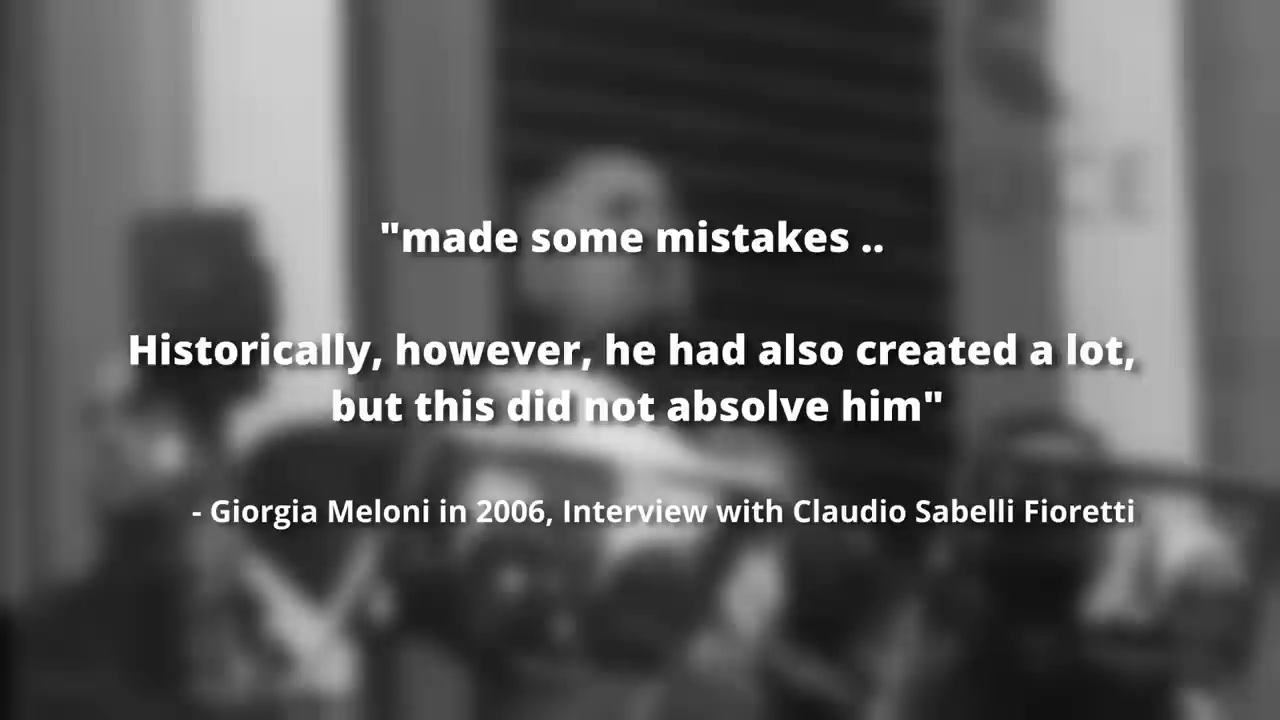 "made some mistakes ..
Historically, however, he had also created a lot,
but this did not absolve him"
- Giorgia Meloni in 2006, Interview with Claudio Sabelli Fioretti